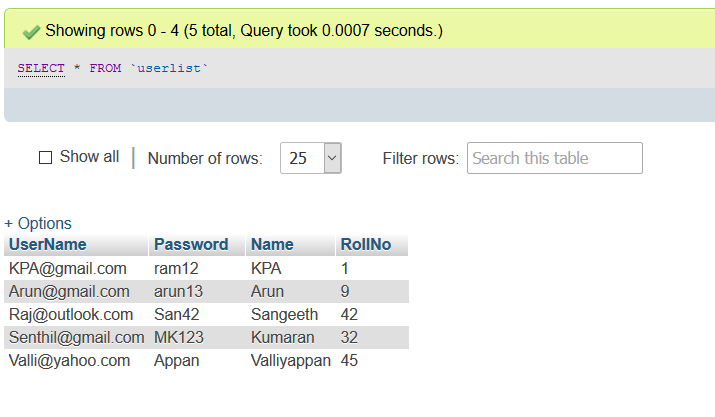 Showing rows 0 - 4 (5 total, Query took 0.0007 seconds.)
SELECT * FROM `userlist`
Show all | Number of rows: 25 Filter rows: Search this table
+ Options
UserName Password Name RollNo
KPA@gmail.com ram12 KPA 1
Arun@gmail.com arun13 Arun 9
Raj@outlook.com San42 Sangeeth 42
Senthil@gmail.com MK123 Kumaran 32
Valli@yahoo.com Appan Valliyappan 45